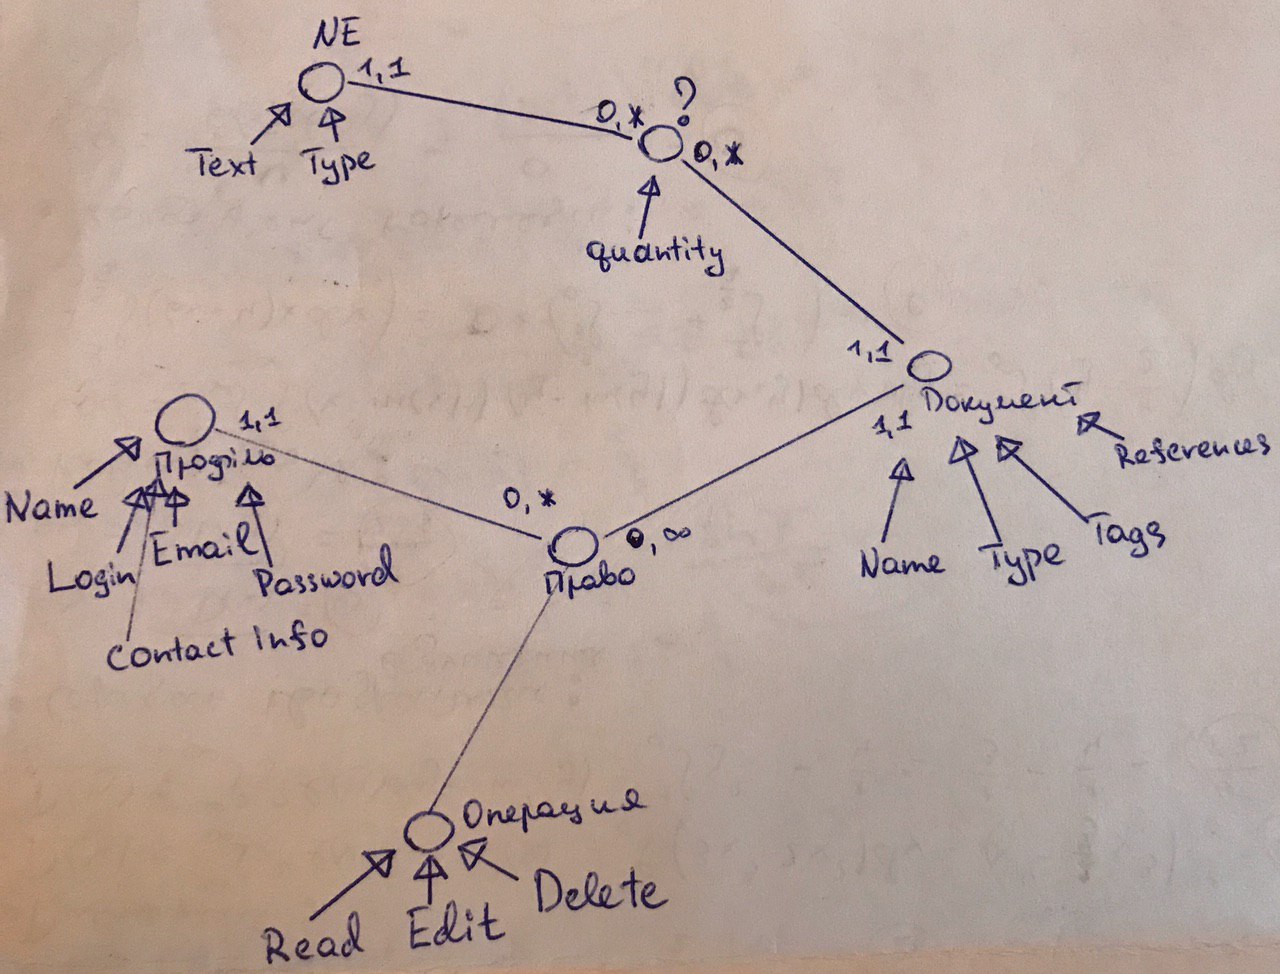 NE
1,1
?
0,*
0,*
Text
Type
quantity
1,1
Документ
1,1
References
Name
Type
Tags
1,1
Профіль
Name
Login
Email
Password
Contact info
0,*
0,∞
Право
Операция
Read
Edit
Delete